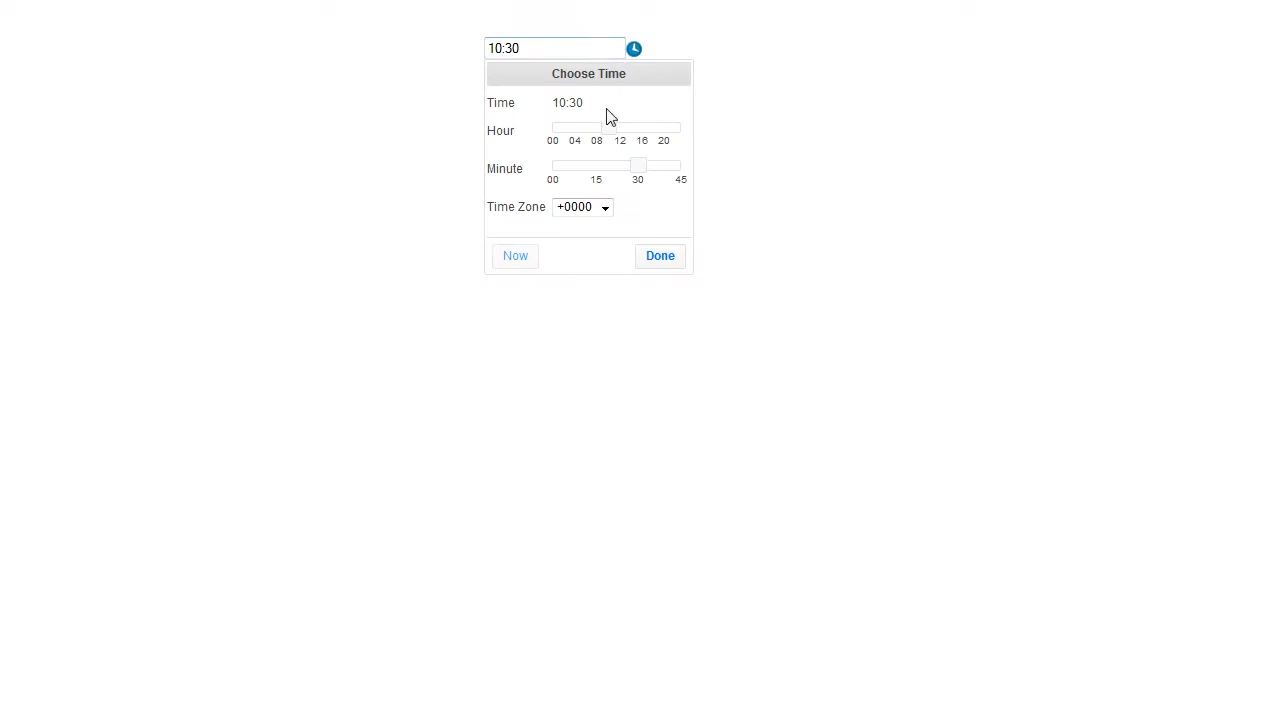 10:30
Choose Time
Time 10:30
Hour
00 04 08 12 16 20
Minute
00 15 30 45
Time Zone +0000
Now Done